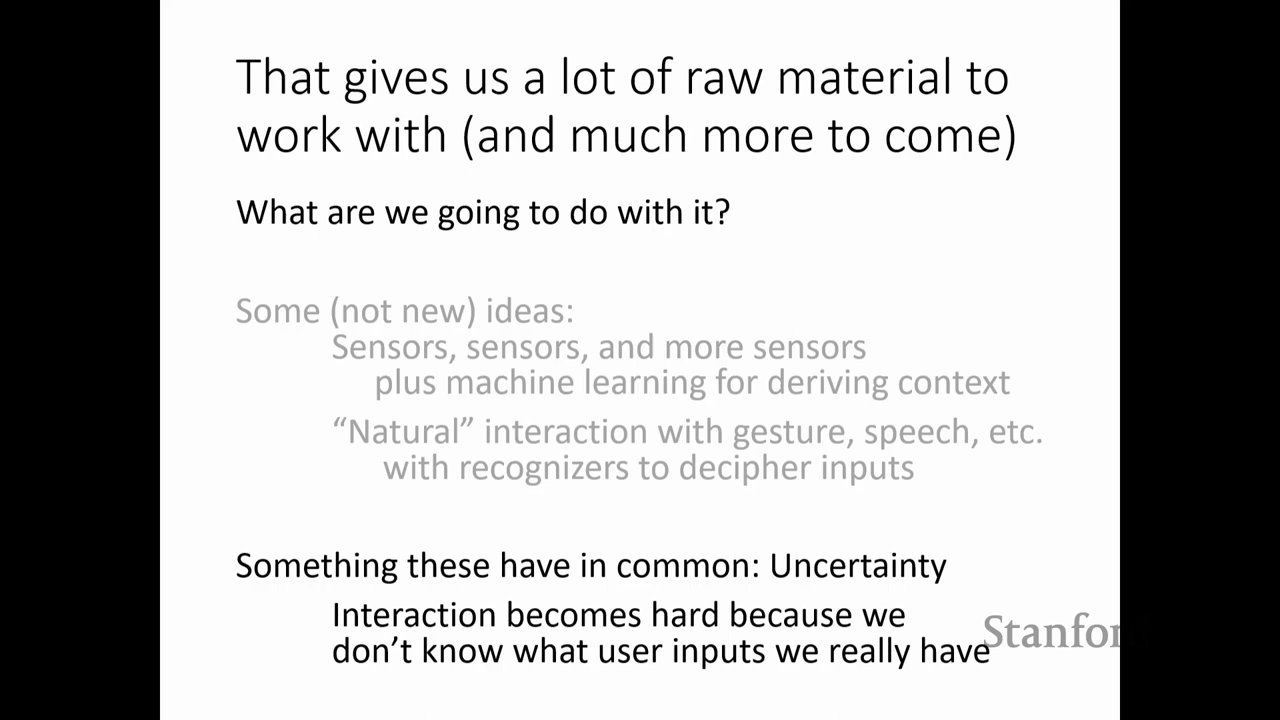 That gives us a lot of raw material to
work with (and much more to come)
What are we going to do with it?
Some (not new) ideas:
Sensors, sensors, and more sensors
plus machine learning for deriving context
“Natural” interaction with gesture, speech, etc.
with recognizers to decipher inputs
Something these have in common: Uncertainty
Interaction becomes hard because we
don’t know what user inputs we really have
Stanfor